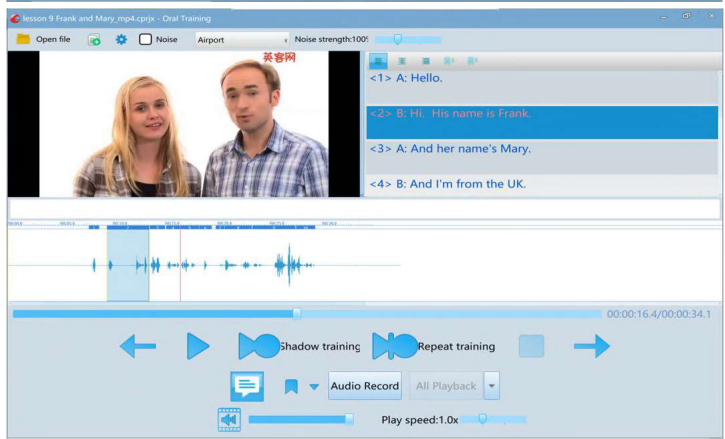 lesson 9 Frank and Mary_mp4.cprjx - Oral Training
Open file Noise Airport Noise strength:100%
英客网
<1> A: Hello.
<2> B: Hi. His name is Frank.
<3> A: And her name's Mary.
<4> B: And I'm from the UK.
00:00:16.4/00:00:34.1
Shadow training Repeat training
Audio Record All Playback
Play speed:1.0x